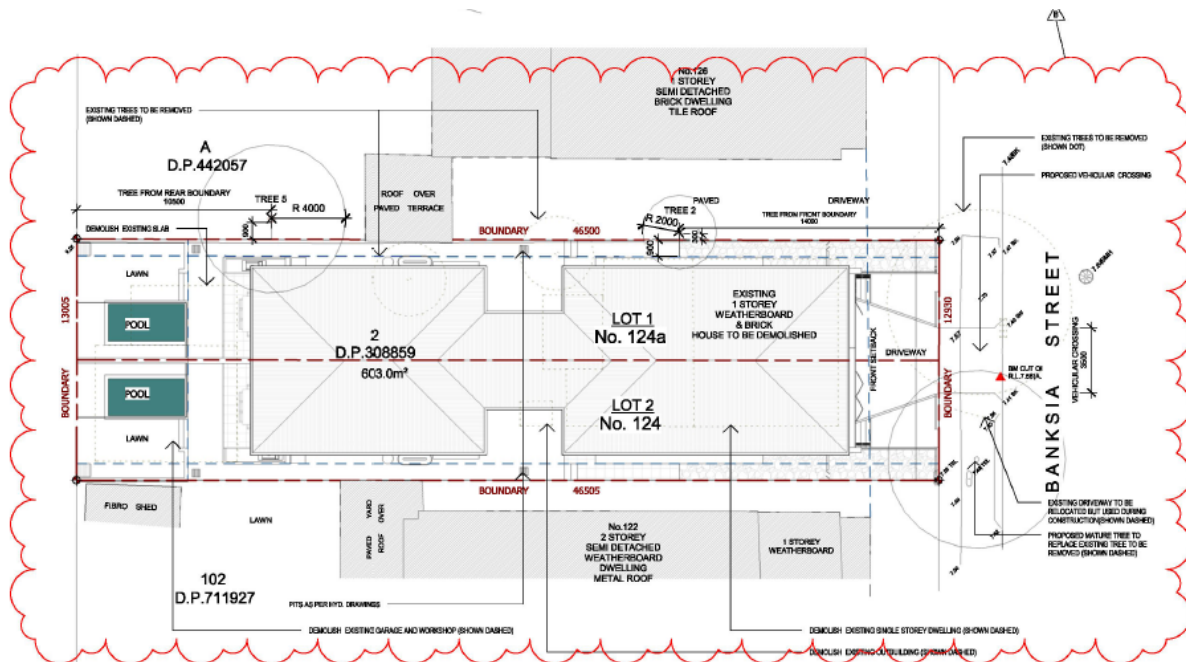 B
No.126
1 STOREY
SEMI DETACHED
BRICK DWELLING
TILE ROOF
EXISTING TREES TO BE REMOVED
(SHOWN DASHED)
A
D.P.442057
TREE FROM REAR BOUNDARY
10500
TREE 5
R 4000
900
DEMOLISH EXISTING SLAB
ROOF OVER
PAVED TERRACE
TREE 2
R 2000
PAVED
DRIVEWAY
TREE FROM FRONT BOUNDARY
14000
EXISTING TREES TO BE REMOVED
(SHOWN DOT)
PROPOSED VEHICULAR CROSSING
BOUNDARY 46500
LAWN
POOL
13005
BOUNDARY
POOL
LAWN
2
D.P.308859
603.0m²
LOT 1
No. 124a
LOT 2
No. 124
EXISTING
1 STOREY
WEATHERBOARD
& BRICK
HOUSE TO BE DEMOLISHED
FRONT SETBACK
DRIVEWAY
12930
BOUNDARY
VEHICULAR CROSSING
3500
BANKSIA STREET
BOUNDARY 46505
FIBRO SHED
LAWN
PAVED YARD
ROOF OVER
No.122
2 STOREY
SEMI DETACHED
WEATHERBOARD
DWELLING
METAL ROOF
1 STOREY
WEATHERBOARD
EXISTING DRIVEWAY TO BE
RELOCATED BUT USED DURING
CONSTRUCTION(SHOWN DASHED)
PROPOSED MATURE TREE TO
REPLACE EXISTING TREE TO BE
REMOVED (SHOWN DASHED)
102
D.P.711927
PITS AS PER HYD. DRAWINGS
DEMOLISH EXISTING GARAGE AND WORKSHOP (SHOWN DASHED)
DEMOLISH EXISTING SINGLE STOREY DWELLING (SHOWN DASHED)
DEMOLISH EXISTING OUTBUILDING (SHOWN DASHED)